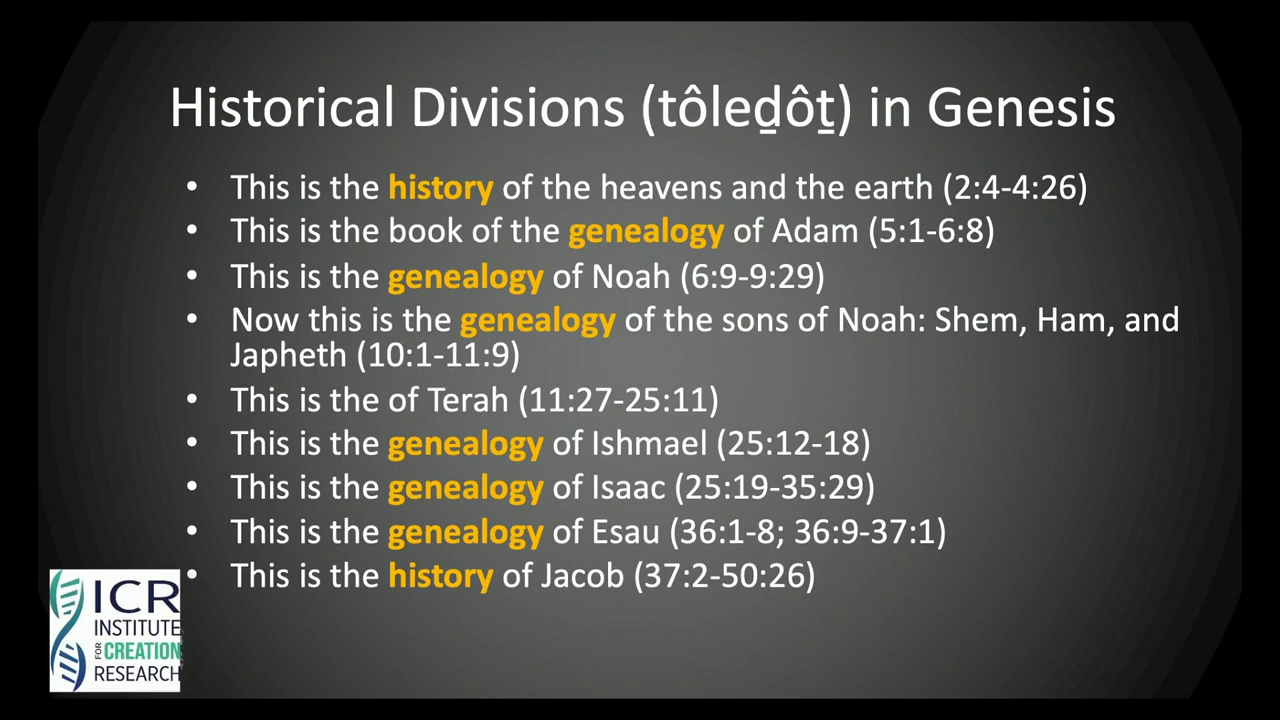 Historical Divisions (tôleḏôṯ) in Genesis
• This is the history of the heavens and the earth (2:4-4:26)
• This is the book of the genealogy of Adam (5:1-6:8)
• This is the genealogy of Noah (6:9-9:29)
• Now this is the genealogy of the sons of Noah: Shem, Ham, and
Japheth (10:1-11:9)
• This is the of Terah (11:27-25:11)
• This is the genealogy of Ishmael (25:12-18)
• This is the genealogy of Isaac (25:19-35:29)
• This is the genealogy of Esau (36:1-8; 36:9-37:1)
• This is the history of Jacob (37:2-50:26)
ICR
INSTITUTE
FOR CREATION
RESEARCH